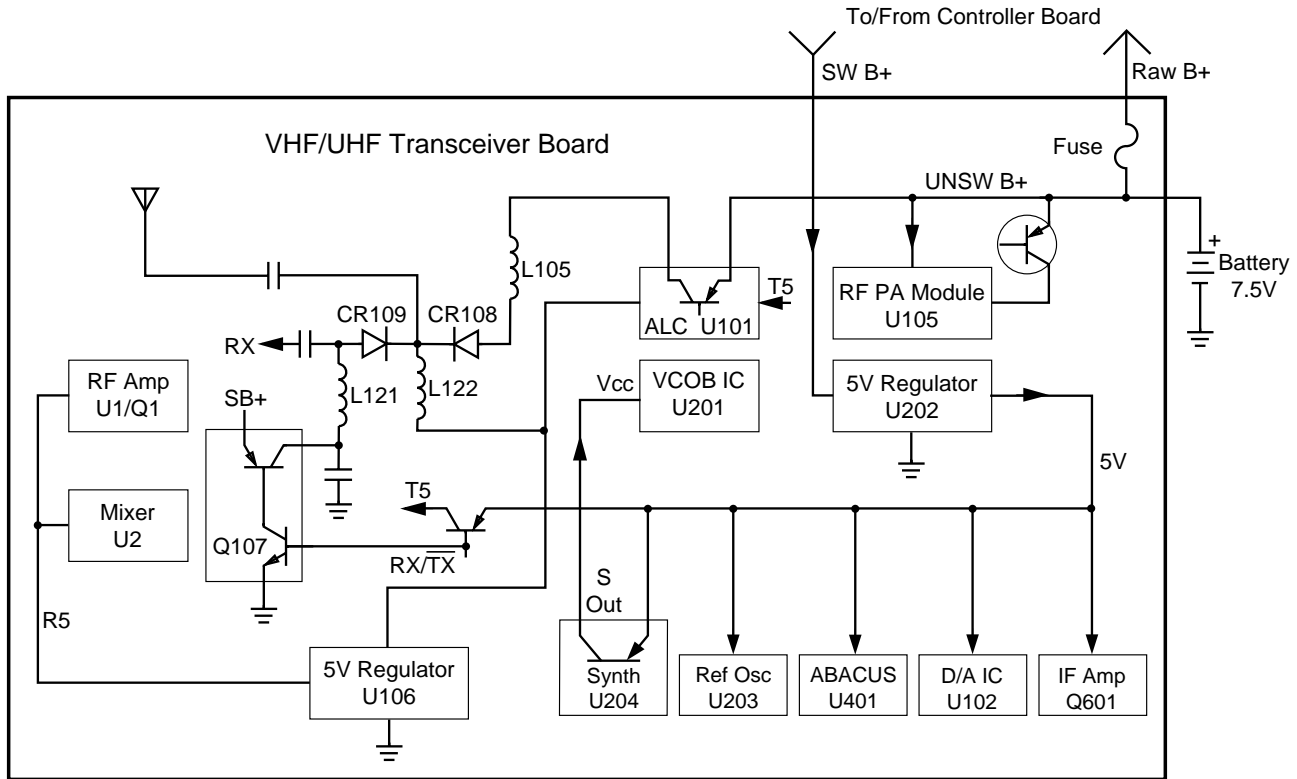 To/From Controller Board
SW B+
Raw B+
VHF/UHF Transceiver Board
Fuse
UNSW B+
L105
T5
ALC U101
RF PA Module
U105
+
Battery
7.5V
CR109
CR108
RX
L121
L122
RF Amp
U1/Q1
SB+
Vcc
VCOB IC
U201
5V Regulator
U202
5V
Mixer
U2
Q107
T5
RX/T̅X̅
R5
S
Out
5V Regulator
U106
Synth
U204
Ref Osc
U203
ABACUS
U401
D/A IC
U102
IF Amp
Q601